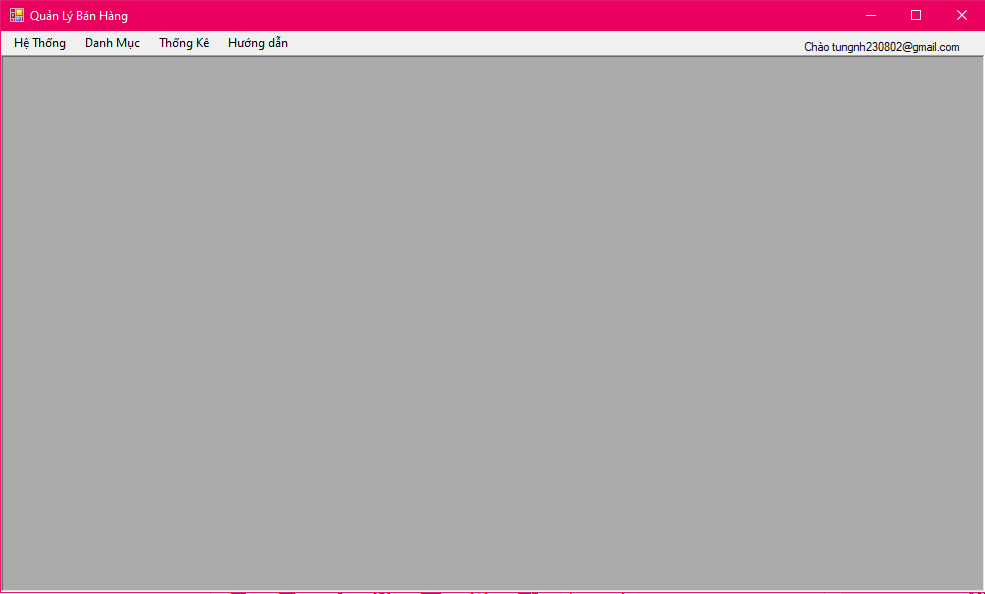 Quản Lý Bán Hàng
Hệ Thống Danh Mục Thống Kê Hướng dẫn
Chào tungnh230802@gmail.com